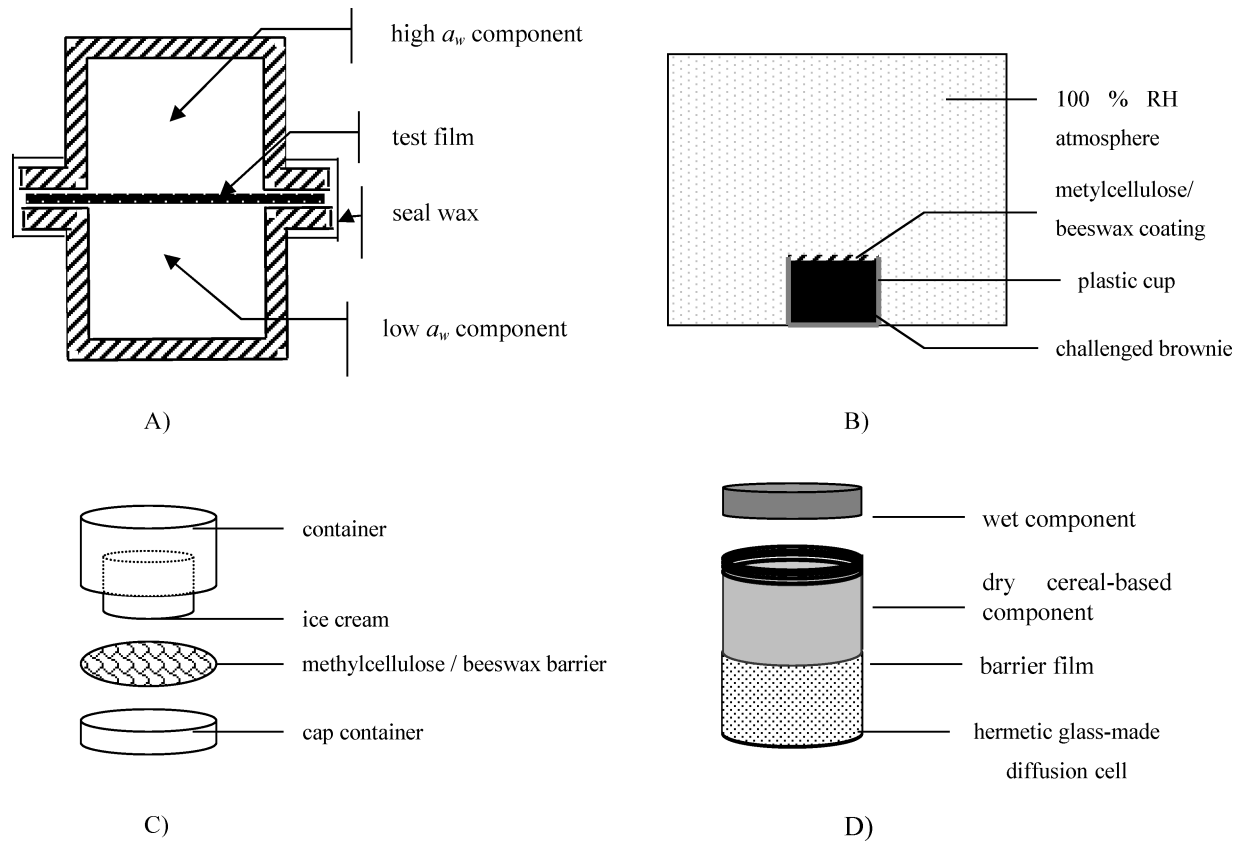 high aw component
test film
seal wax
low aw component
A)
100 % RH
atmosphere
metylcellulose/
beeswax coating
plastic cup
challenged brownie
B)
container
ice cream
methylcellulose / beeswax barrier
cap container
C)
wet component
dry cereal-based
component
barrier film
hermetic glass-made
diffusion cell
D)